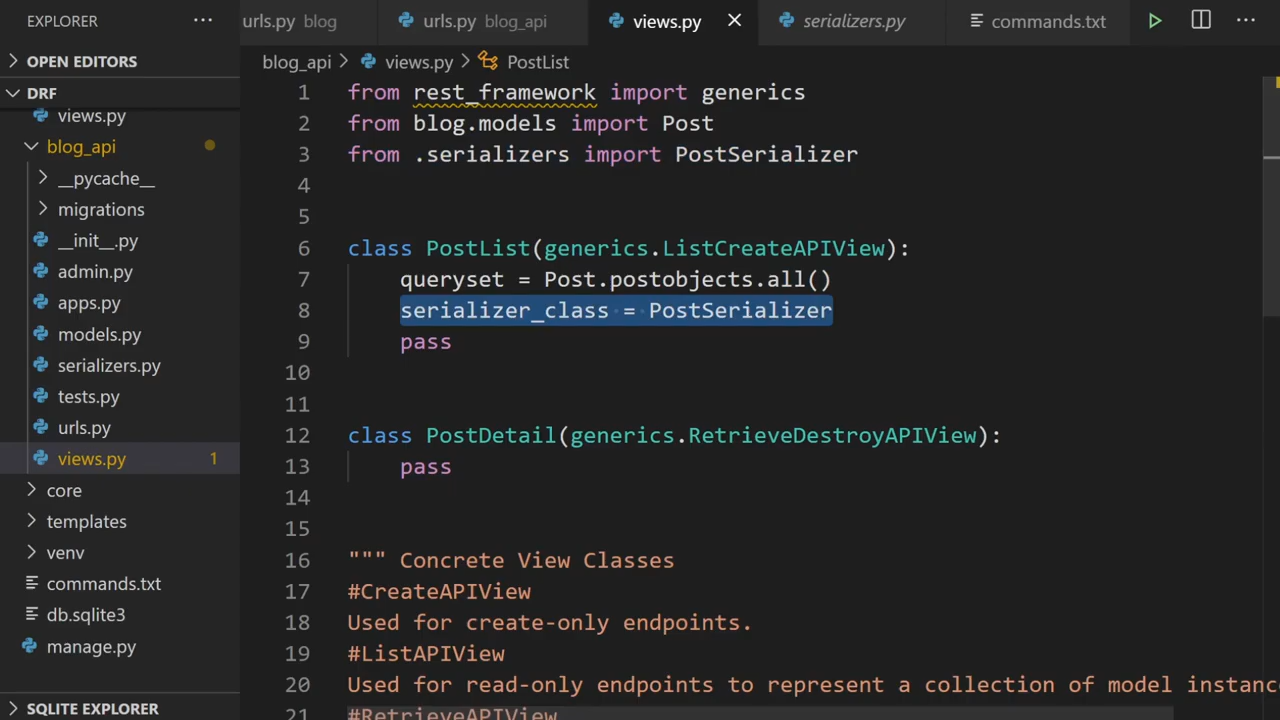 EXPLORER
···
urls.py blog
urls.py blog_api
views.py
serializers.py
commands.txt
···
OPEN EDITORS
DRF
views.py
blog_api
__pycache__
migrations
__init__.py
admin.py
apps.py
models.py
serializers.py
tests.py
urls.py
views.py 1
core
templates
venv
commands.txt
db.sqlite3
manage.py
SQLITE EXPLORER
blog_api > views.py > PostList
1 from rest_framework import generics
2 from blog.models import Post
3 from .serializers import PostSerializer
4
5
6 class PostList(generics.ListCreateAPIView):
7 queryset = Post.postobjects.all()
8 serializer_class = PostSerializer
9 pass
10
11
12 class PostDetail(generics.RetrieveDestroyAPIView):
13 pass
14
15
16 """ Concrete View Classes
17 #CreateAPIView
18 Used for create-only endpoints.
19 #ListAPIView
20 Used for read-only endpoints to represent a collection of model instanc
21 #RetrieveAPIView